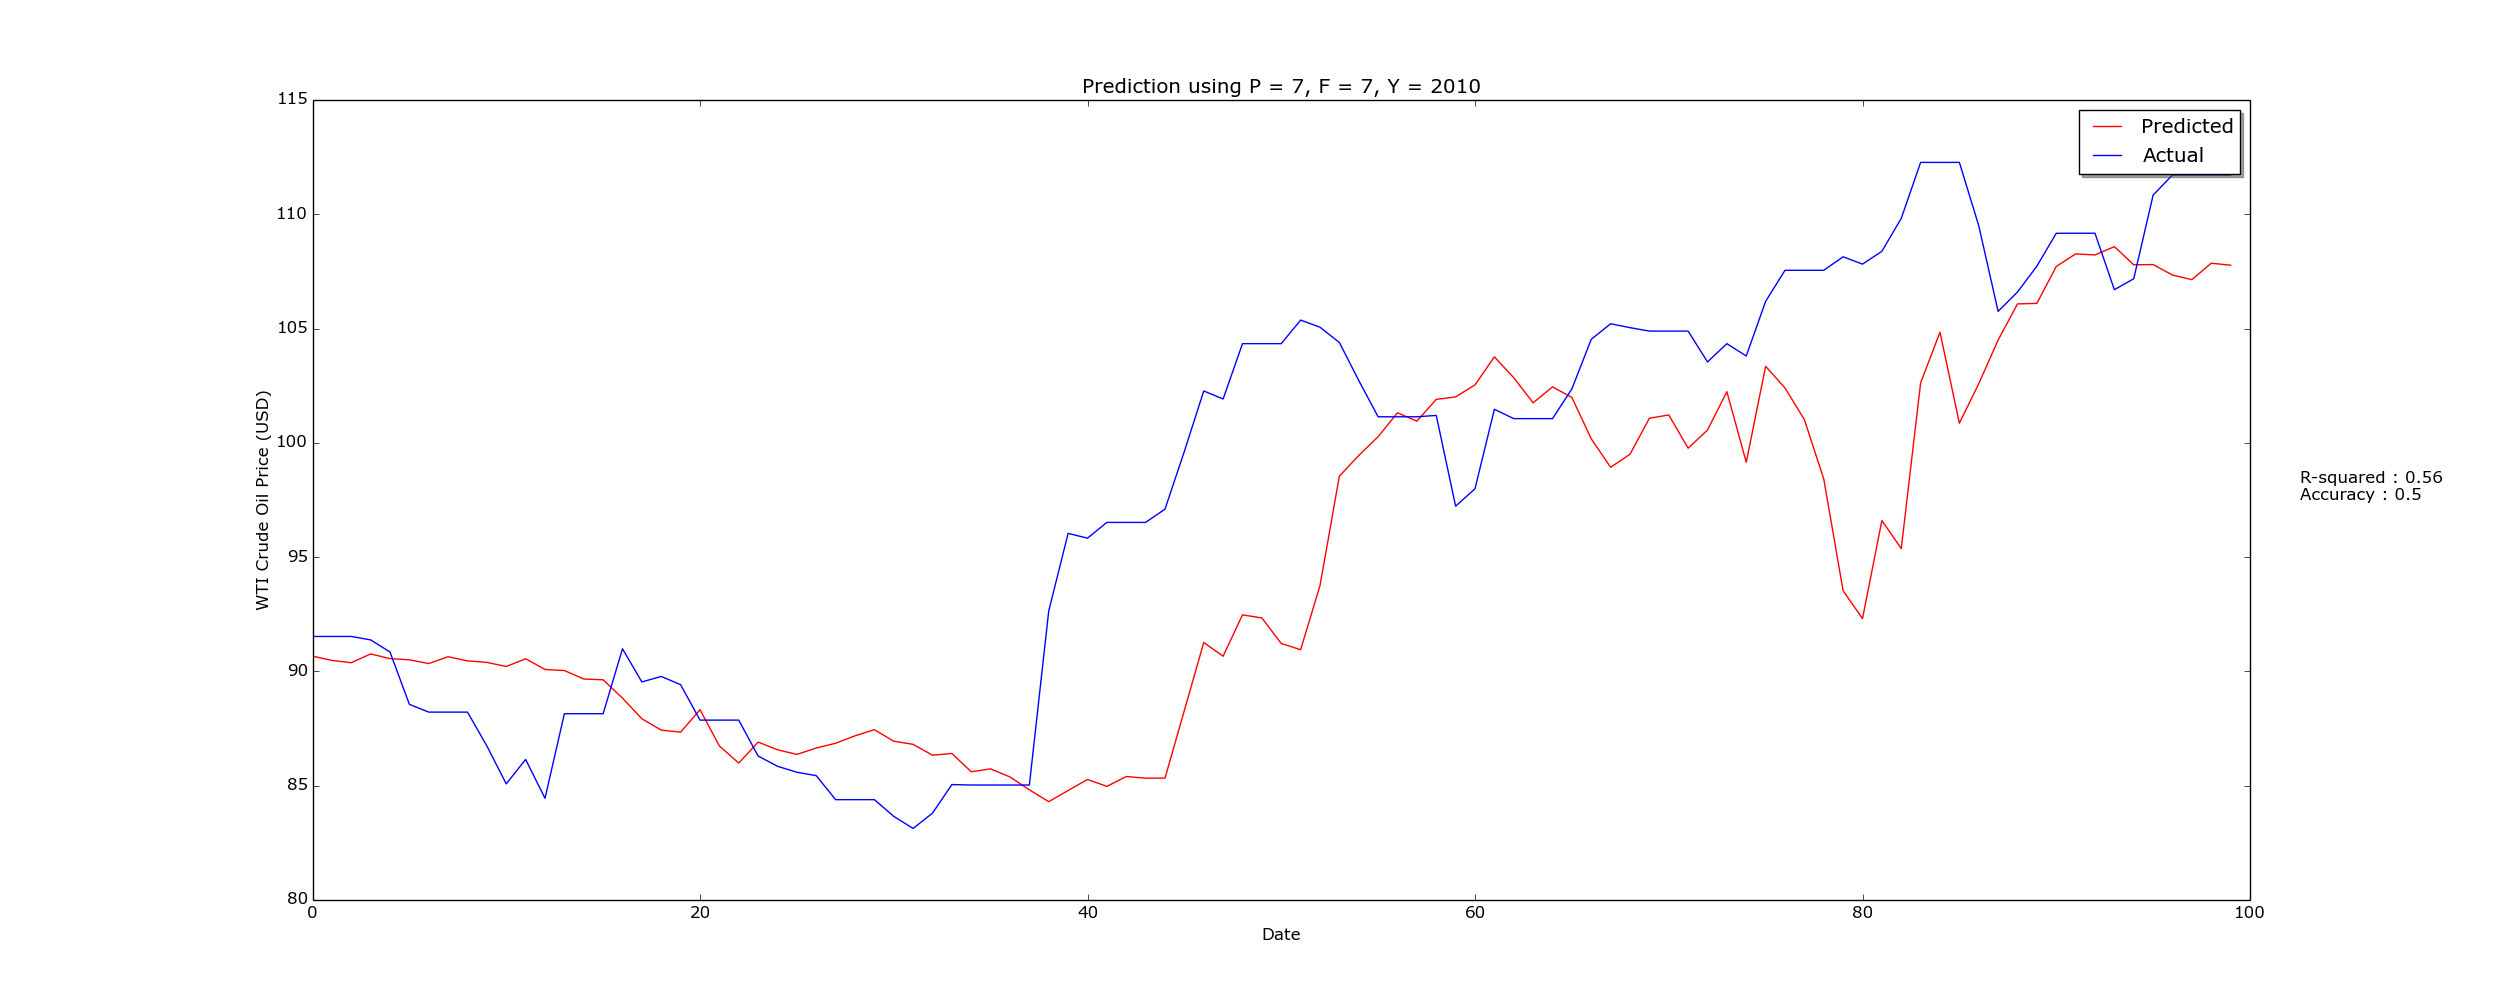 Prediction using P = 7, F = 7, Y = 2010
115
110
105
100
95
90
85
80
WTI Crude Oil Price (USD)
Predicted
Actual
R-squared : 0.56
Accuracy : 0.5
0 20 40 60 80 100
Date